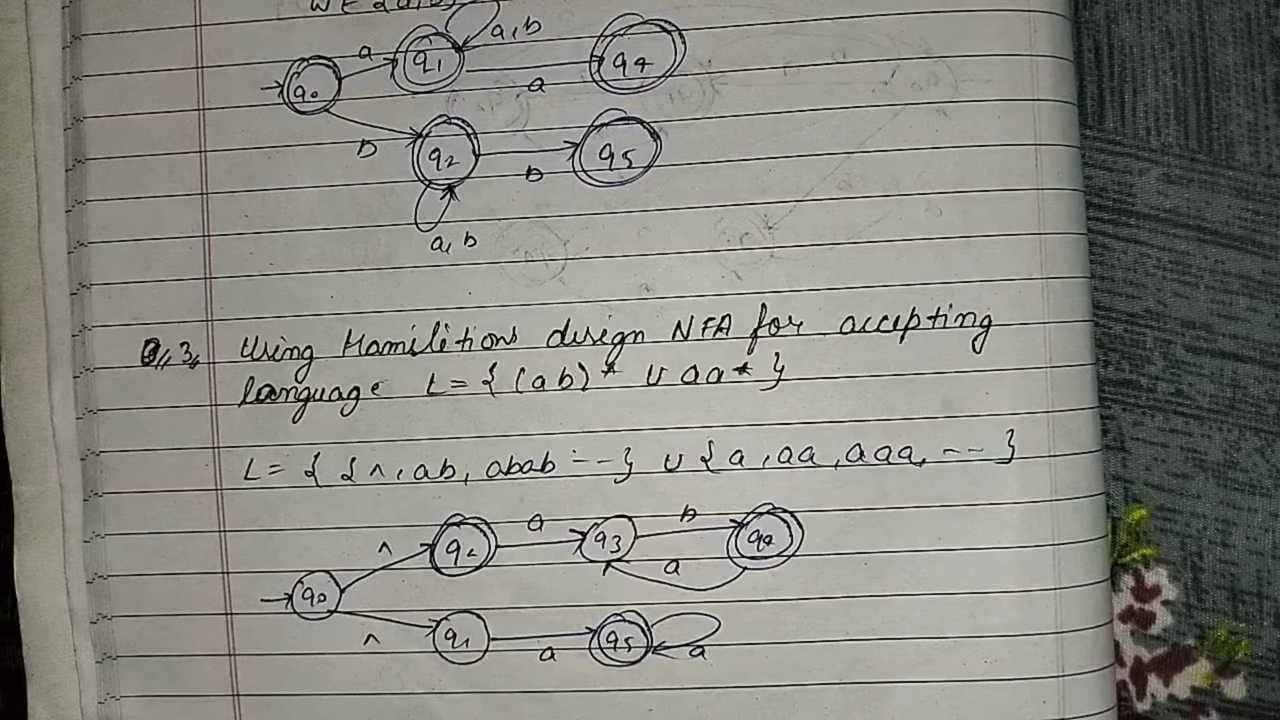 a,b
a
q1
q4
q0
a
b
q2
q5
b
a,b
3, Using Hamilitions design NFA for accepting
language L = { (ab)* ∪ aa* }
L = { {^, ab, abab --} ∪ {a, aa, aaa, -- }
^ q2 a q3 b q4
a
q0
^ q1 a q5 a